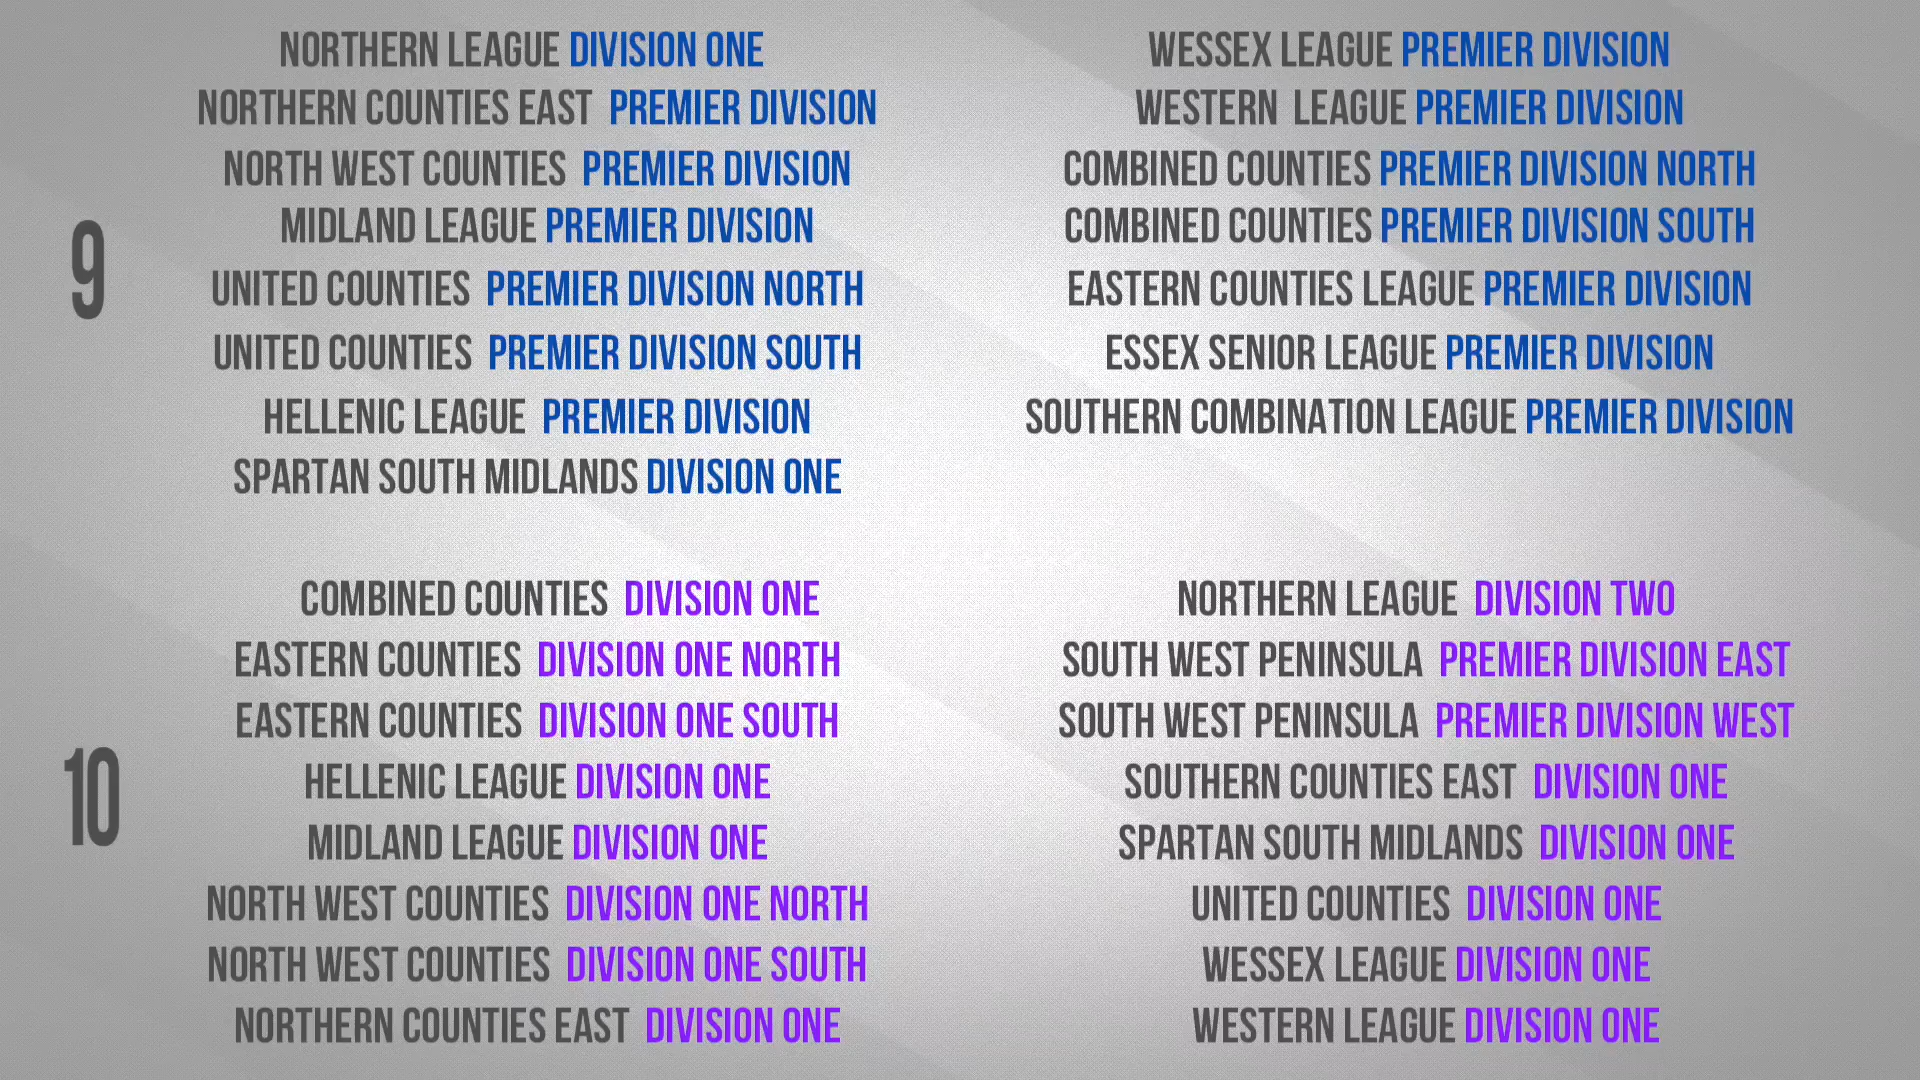 9
NORTHERN LEAGUE DIVISION ONE
NORTHERN COUNTIES EAST PREMIER DIVISION
NORTH WEST COUNTIES PREMIER DIVISION
MIDLAND LEAGUE PREMIER DIVISION
UNITED COUNTIES PREMIER DIVISION NORTH
UNITED COUNTIES PREMIER DIVISION SOUTH
HELLENIC LEAGUE PREMIER DIVISION
SPARTAN SOUTH MIDLANDS DIVISION ONE
WESSEX LEAGUE PREMIER DIVISION
WESTERN LEAGUE PREMIER DIVISION
COMBINED COUNTIES PREMIER DIVISION NORTH
COMBINED COUNTIES PREMIER DIVISION SOUTH
EASTERN COUNTIES LEAGUE PREMIER DIVISION
ESSEX SENIOR LEAGUE PREMIER DIVISION
SOUTHERN COMBINATION LEAGUE PREMIER DIVISION
10
COMBINED COUNTIES DIVISION ONE
EASTERN COUNTIES DIVISION ONE NORTH
EASTERN COUNTIES DIVISION ONE SOUTH
HELLENIC LEAGUE DIVISION ONE
MIDLAND LEAGUE DIVISION ONE
NORTH WEST COUNTIES DIVISION ONE NORTH
NORTH WEST COUNTIES DIVISION ONE SOUTH
NORTHERN COUNTIES EAST DIVISION ONE
NORTHERN LEAGUE DIVISION TWO
SOUTH WEST PENINSULA PREMIER DIVISION EAST
SOUTH WEST PENINSULA PREMIER DIVISION WEST
SOUTHERN COUNTIES EAST DIVISION ONE
SPARTAN SOUTH MIDLANDS DIVISION ONE
UNITED COUNTIES DIVISION ONE
WESSEX LEAGUE DIVISION ONE
WESTERN LEAGUE DIVISION ONE